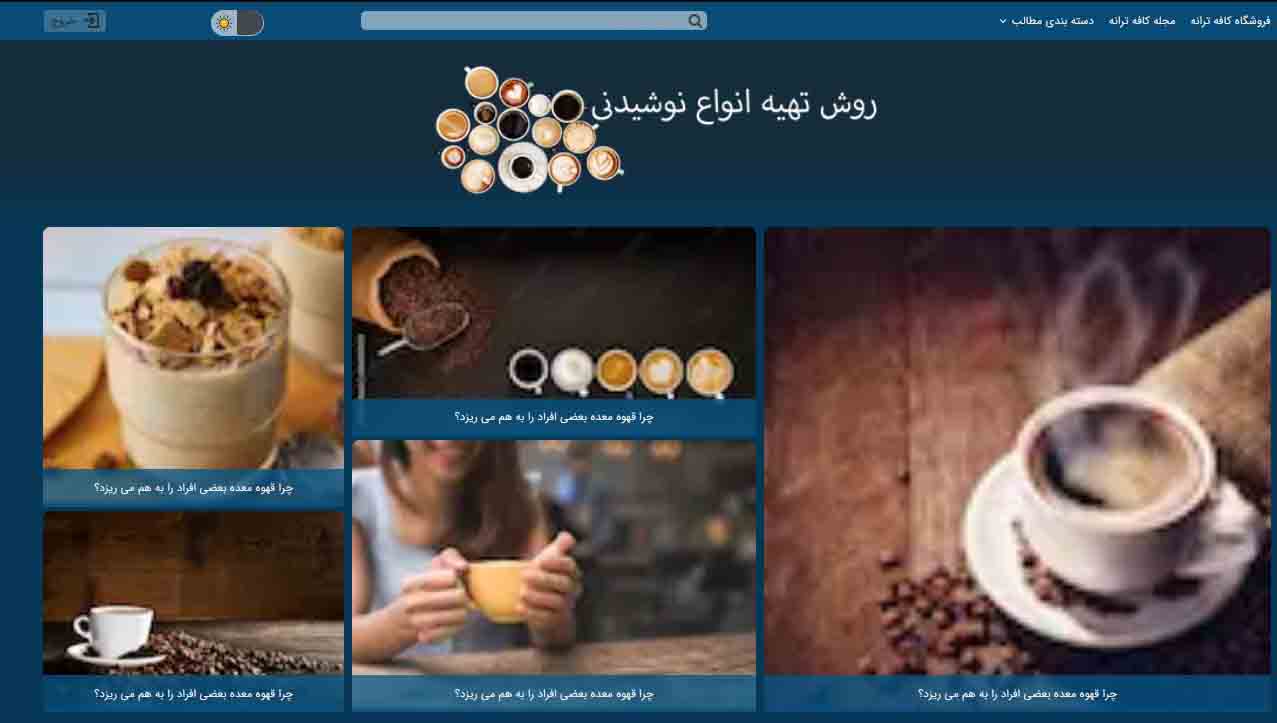 فروشگاه کافه ترانه
مجله کافه ترانه
دسته بندی مطالب
خروج
روش تهیه انواع نوشیدنی
چرا قهوه معده بعضی افراد را به هم می ریزد؟
چرا قهوه معده بعضی افراد را به هم می ریزد؟
چرا قهوه معده بعضی افراد را به هم می ریزد؟
چرا قهوه معده بعضی افراد را به هم می ریزد؟
چرا قهوه معده بعضی افراد را به هم می ریزد؟